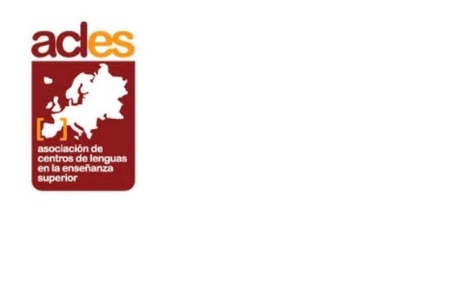 acles
[ ]
asociación de
centros de lenguas
en la enseñanza
superior